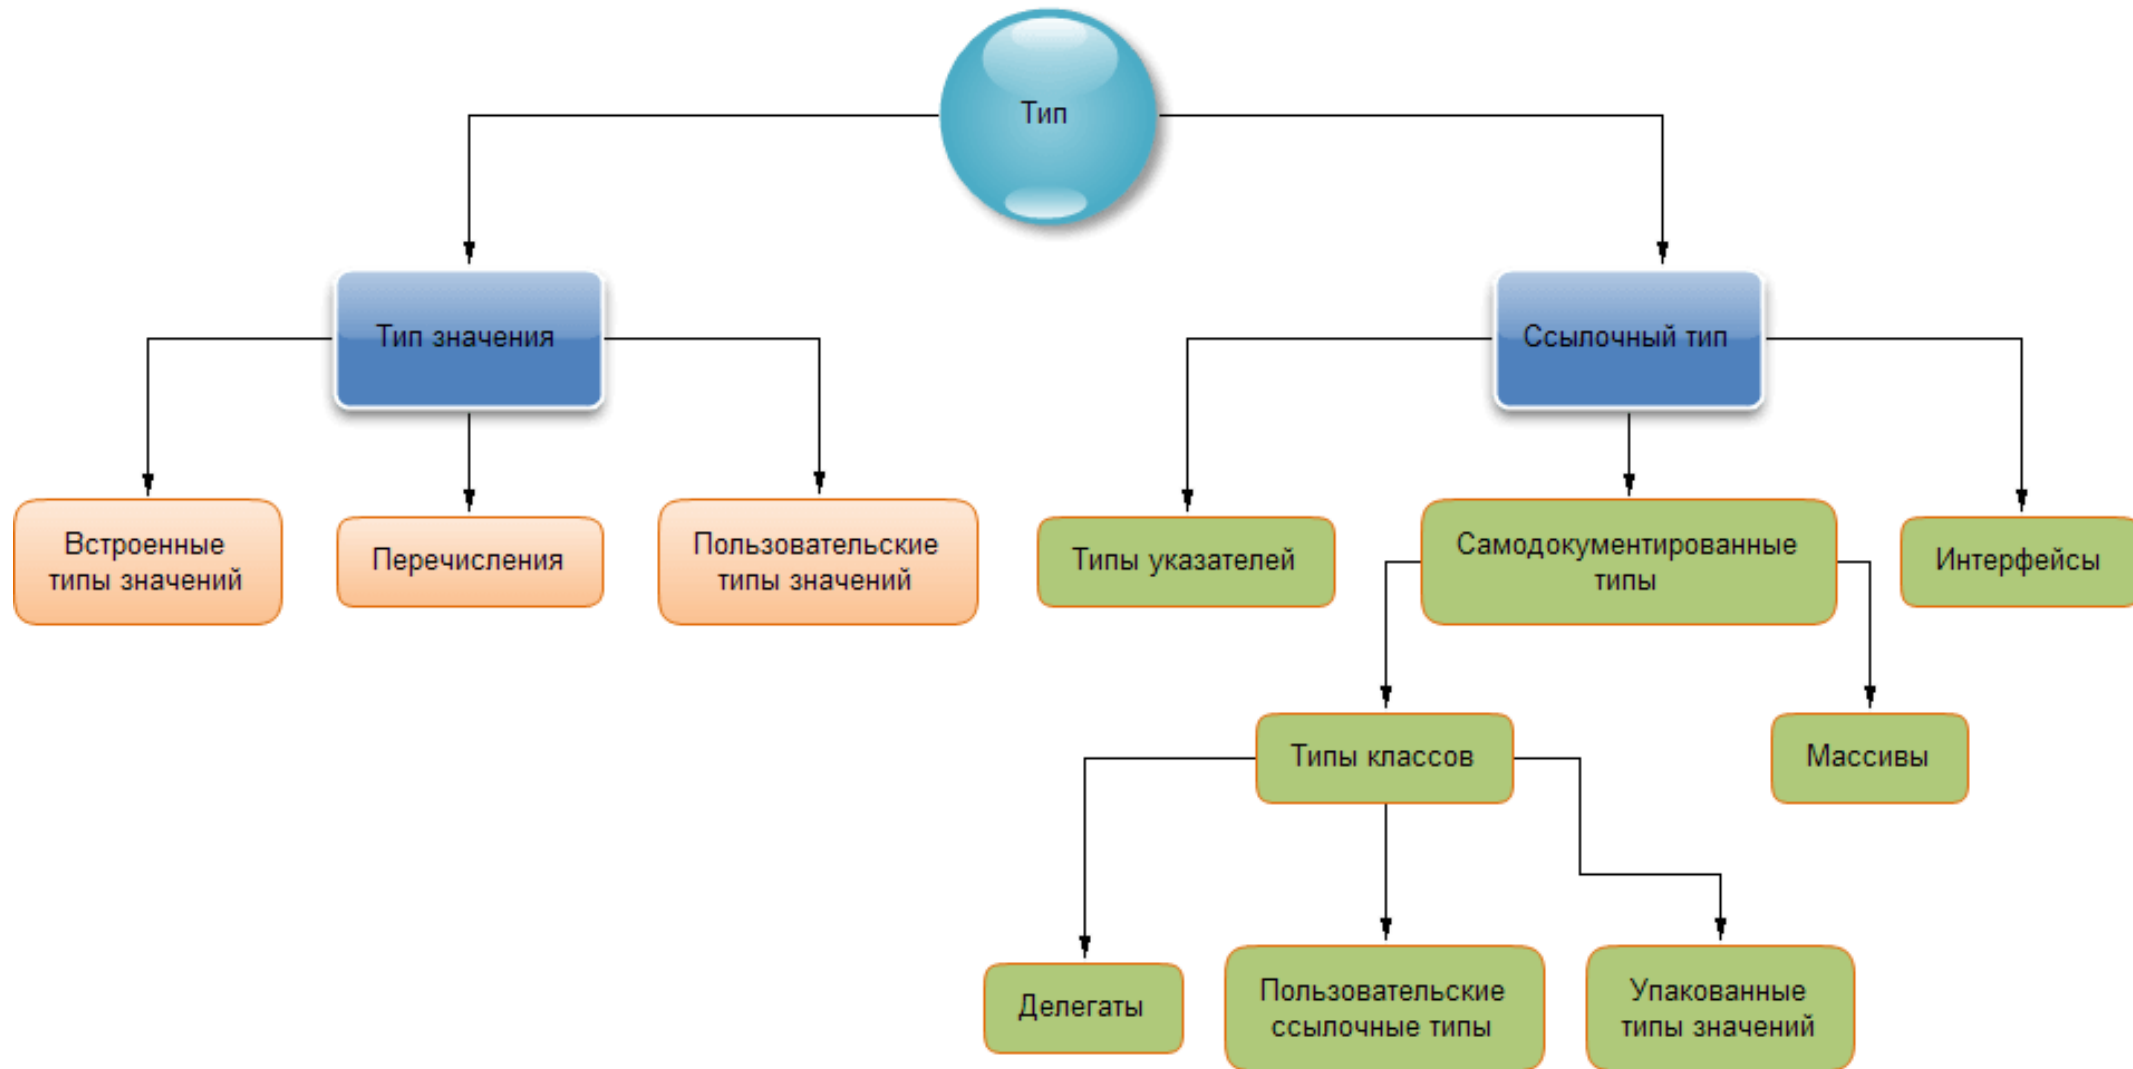 Тип
Тип значения
Ссылочный тип
Встроенные
типы значений
Перечисления
Пользовательские
типы значений
Типы указателей
Самодокументированные
типы
Интерфейсы
Типы классов
Массивы
Делегаты
Пользовательские
ссылочные типы
Упакованные
типы значений